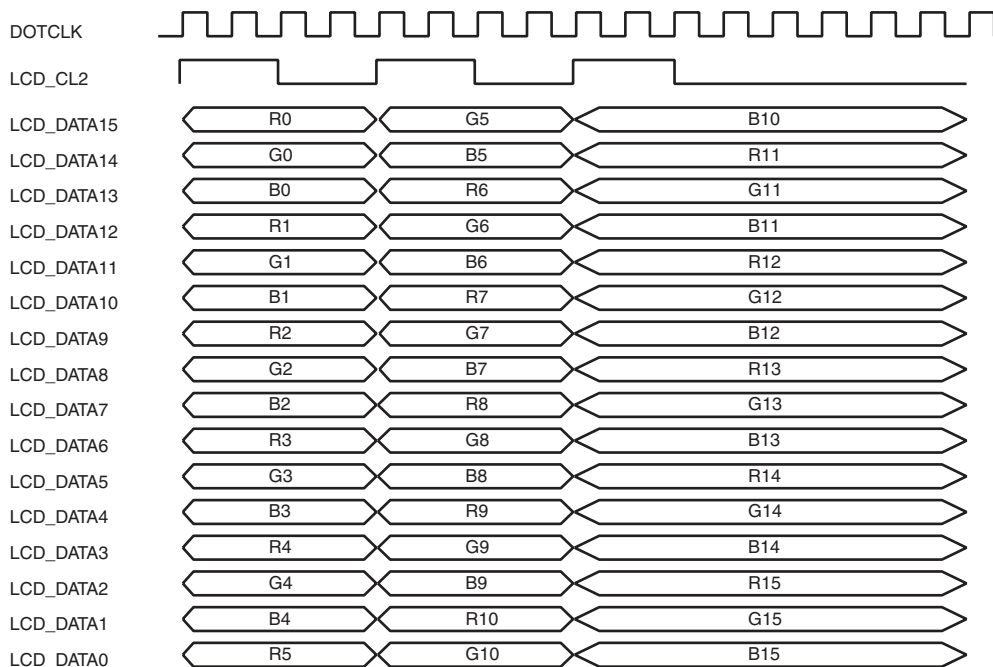 DOTCLK
LCD_CL2
LCD_DATA15 R0 G5 B10
LCD_DATA14 G0 B5 R11
LCD_DATA13 B0 R6 G11
LCD_DATA12 R1 G6 B11
LCD_DATA11 G1 B6 R12
LCD_DATA10 B1 R7 G12
LCD_DATA9 R2 G7 B12
LCD_DATA8 G2 B7 R13
LCD_DATA7 B2 R8 G13
LCD_DATA6 R3 G8 B13
LCD_DATA5 G3 B8 R14
LCD_DATA4 B3 R9 G14
LCD_DATA3 R4 G9 B14
LCD_DATA2 G4 B9 R15
LCD_DATA1 B4 R10 G15
LCD_DATA0 R5 G10 B15